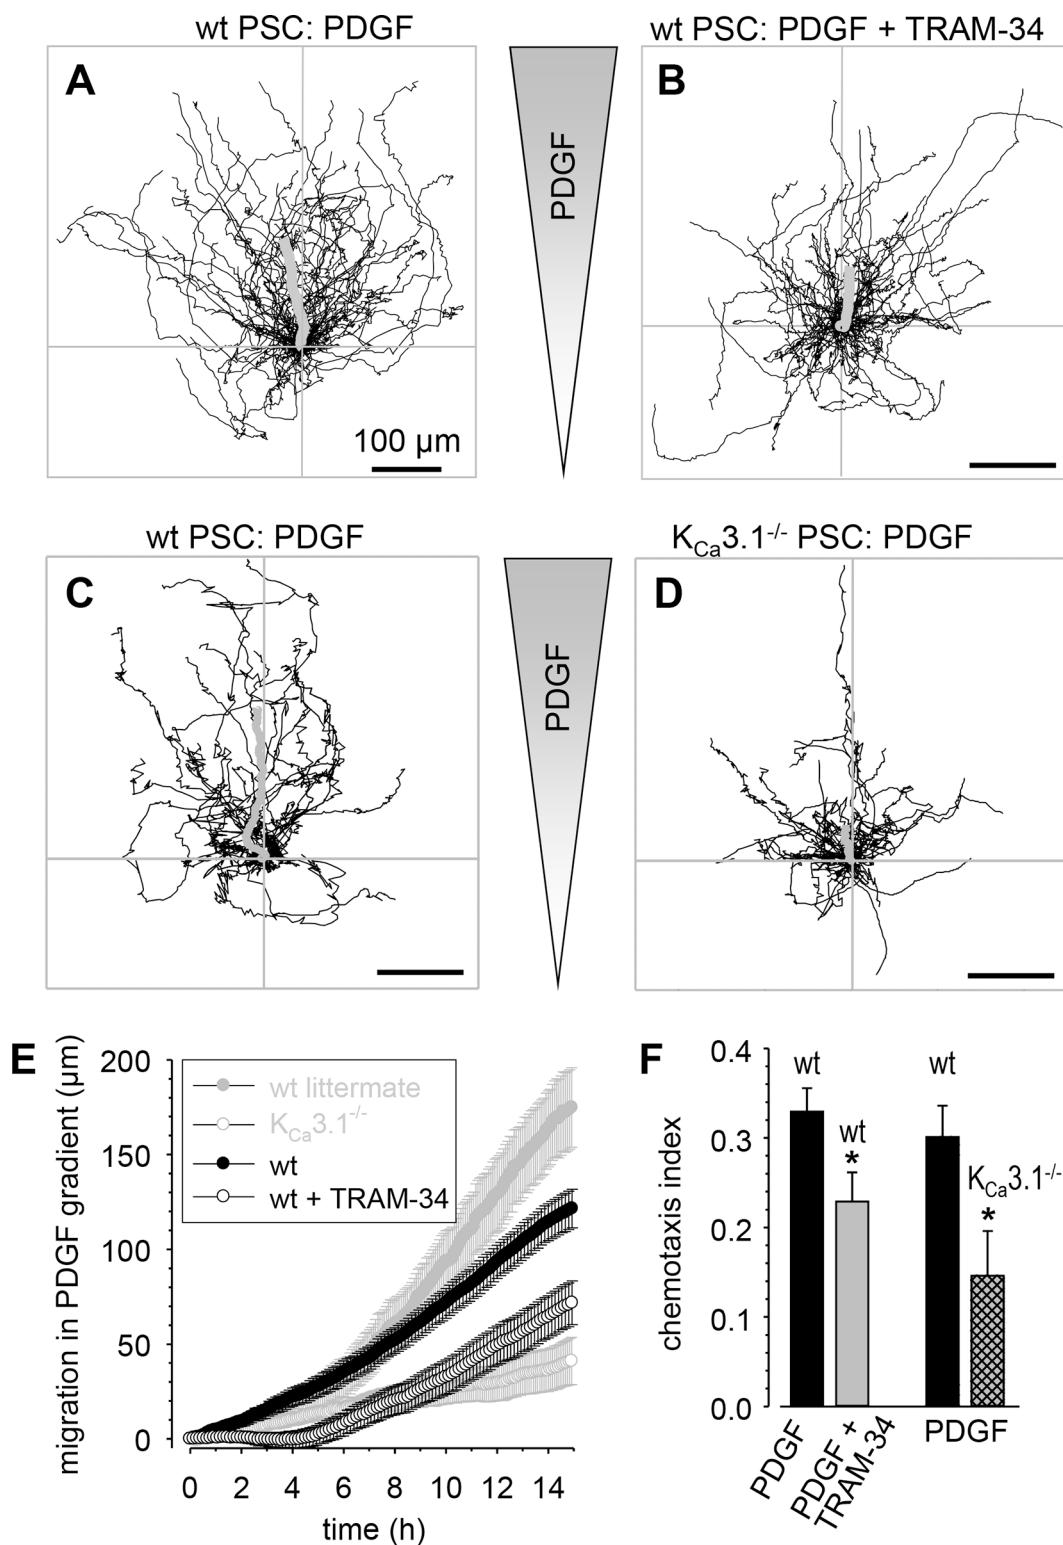 wt PSC: PDGF
wt PSC: PDGF + TRAM-34
A
B
PDGF
100 µm
wt PSC: PDGF
KCa3.1-/- PSC: PDGF
C
D
PDGF
E
migration in PDGF gradient (µm)
200
150
100
50
0
wt littermate
KCa3.1-/-
wt
wt + TRAM-34
0 2 4 6 8 10 12 14
time (h)
F
chemotaxis index
0.4
0.3
0.2
0.1
0.0
wt
wt
*
wt
KCa3.1-/-
*
PDGF
PDGF +
TRAM-34
PDGF